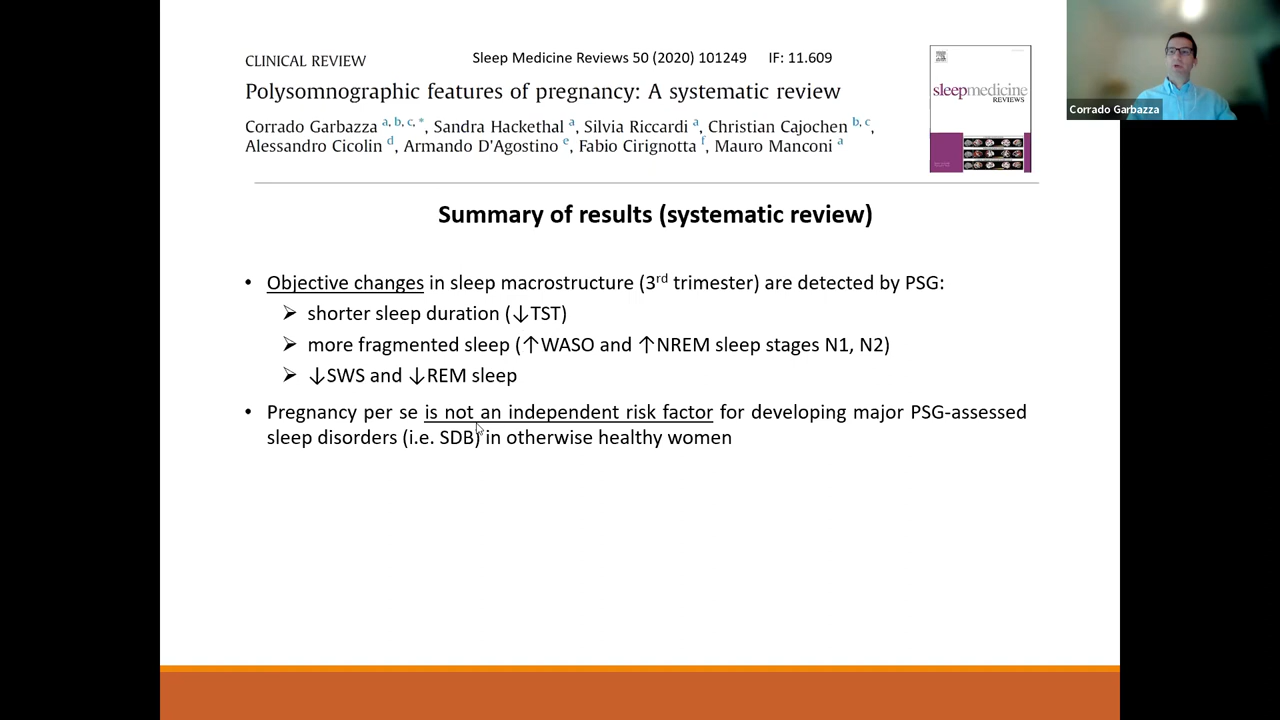 CLINICAL REVIEW
Sleep Medicine Reviews 50 (2020) 101249 IF: 11.609
Polysomnographic features of pregnancy: A systematic review
Corrado Garbazza a, b, c, *, Sandra Hackethal a, Silvia Riccardi a, Christian Cajochen b, c,
Alessandro Cicolin d, Armando D'Agostino e, Fabio Cirignotta f, Mauro Manconi a
sleepmedicine
REVIEWS
Corrado Garbazza
Summary of results (systematic review)
• Objective changes in sleep macrostructure (3rd trimester) are detected by PSG:
➢ shorter sleep duration (↓TST)
➢ more fragmented sleep (↑WASO and ↑NREM sleep stages N1, N2)
➢ ↓SWS and ↓REM sleep
• Pregnancy per se is not an independent risk factor for developing major PSG-assessed
sleep disorders (i.e. SDB) in otherwise healthy women